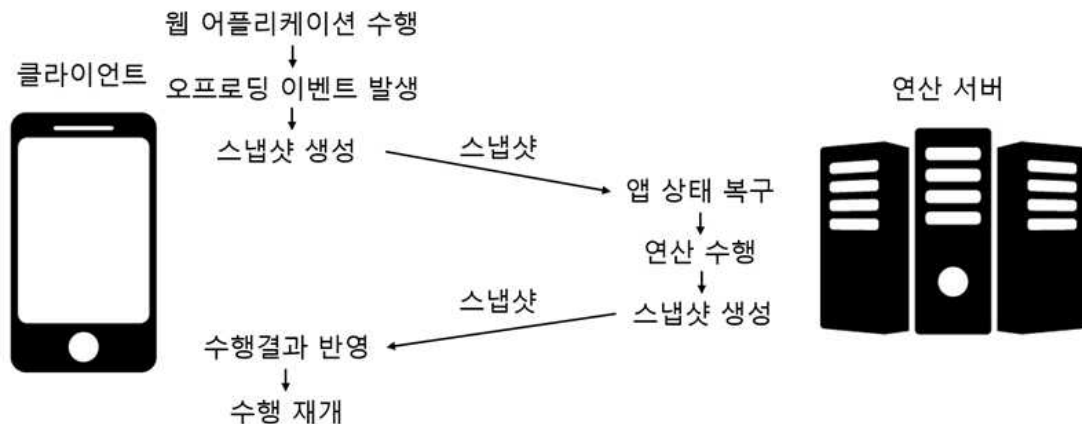 웹 어플리케이션 수행
클라이언트
오프로딩 이벤트 발생
연산 서버
스냅샷 생성
스냅샷
앱 상태 복구
연산 수행
스냅샷
스냅샷 생성
수행결과 반영
수행 재개